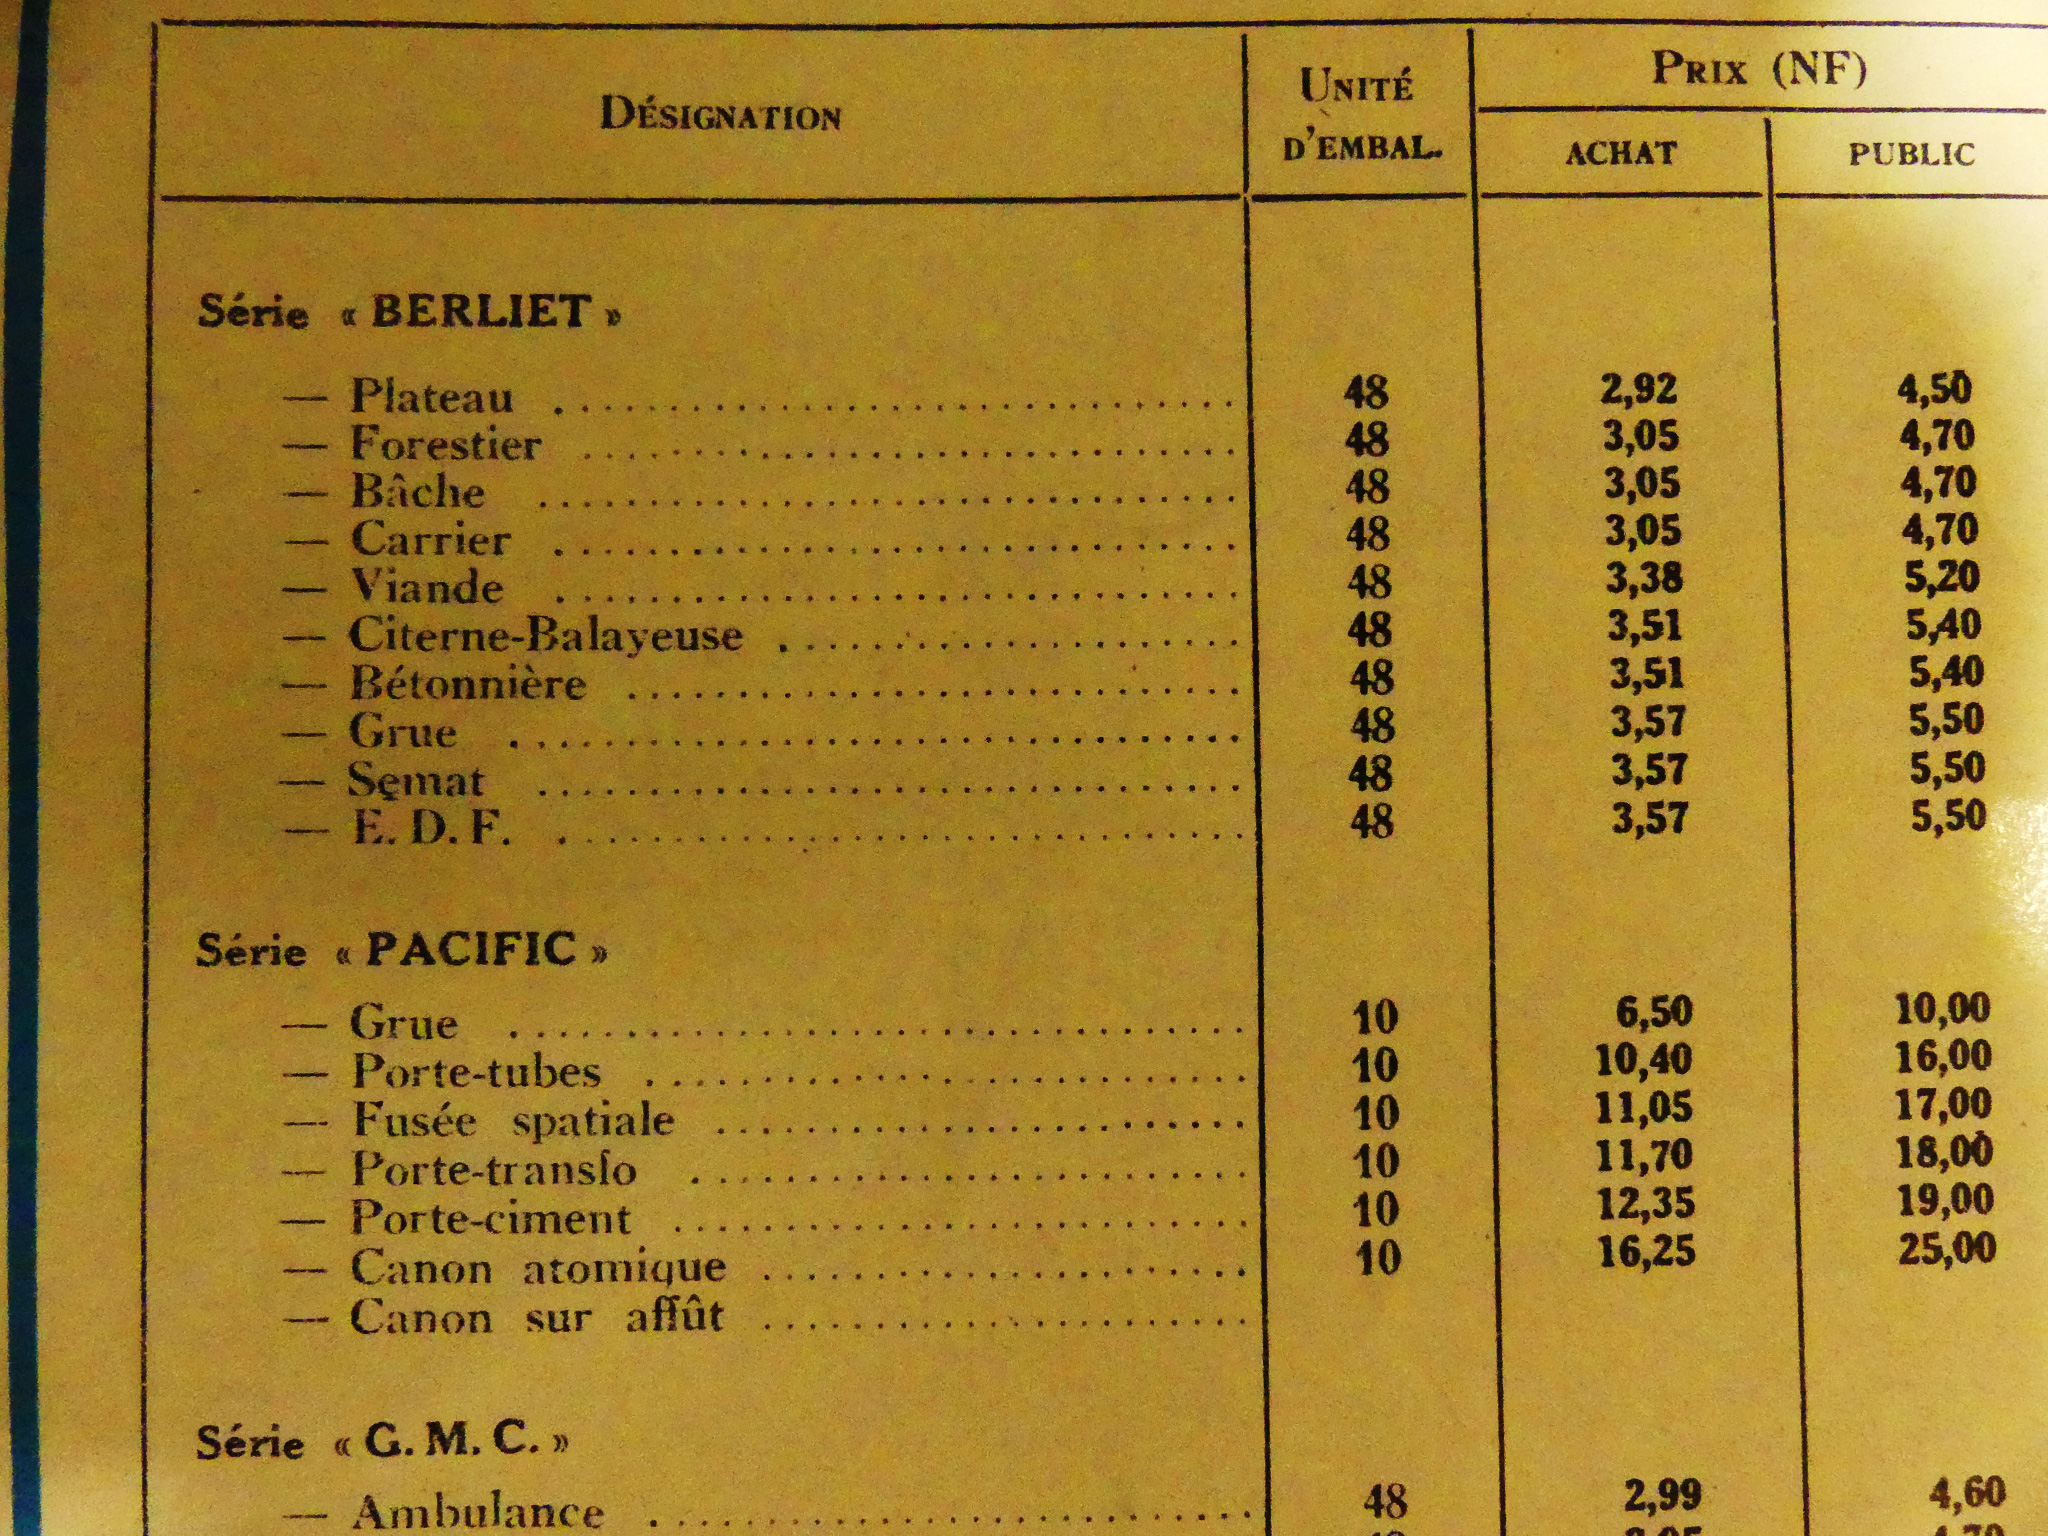 DÉSIGNATION UNITÉ D'EMBAL. PRIX (NF)
ACHAT PUBLIC
Série « BERLIET »
— Plateau 48 2,92 4,50
— Forestier 48 3,05 4,70
— Bâche 48 3,05 4,70
— Carrier 48 3,05 4,70
— Viande 48 3,38 5,20
— Citerne-Balayeuse 48 3,51 5,40
— Bétonnière 48 3,51 5,40
— Grue 48 3,57 5,50
— Semat 48 3,57 5,50
— E. D. F. 48 3,57 5,50
Série « PACIFIC »
— Grue 10 6,50 10,00
— Porte-tubes 10 10,40 16,00
— Fusée spatiale 10 11,05 17,00
— Porte-transfo 10 11,70 18,00
— Porte-ciment 10 12,35 19,00
— Canon atomique 10 16,25 25,00
— Canon sur affût
Série « G. M. C. »
— Ambulance 48 2,99 4,60